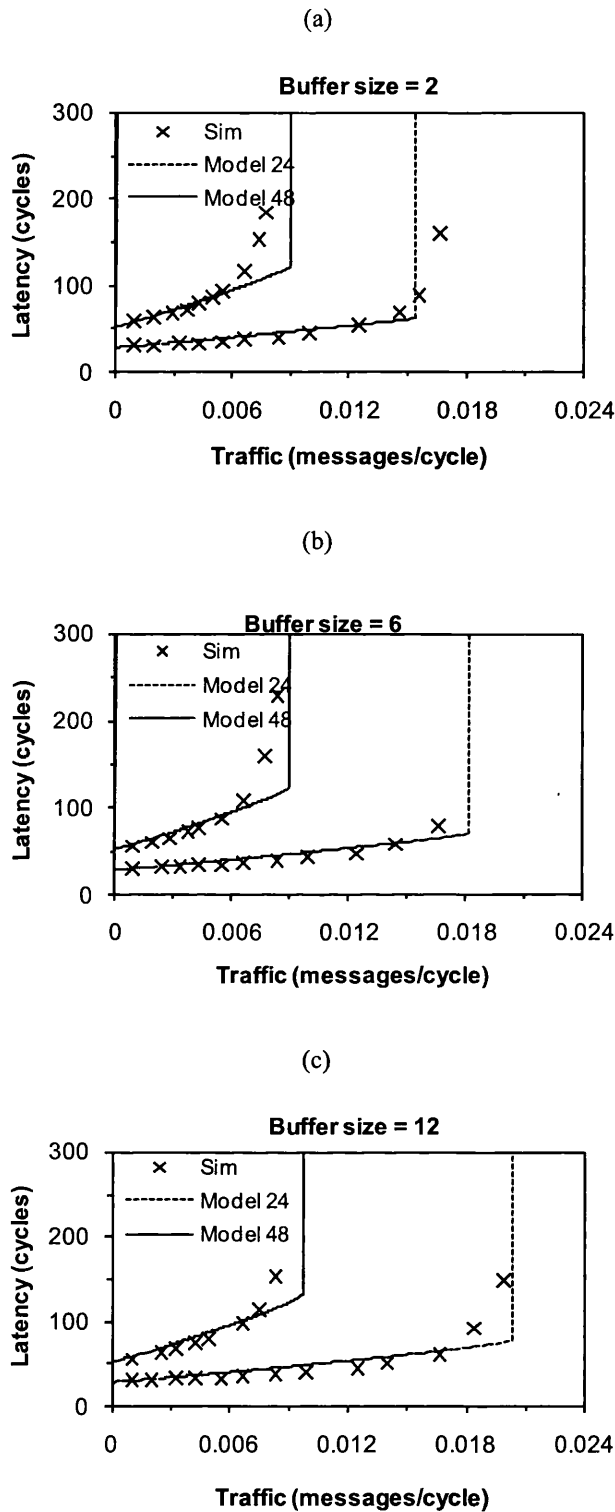 (a)
Buffer size = 2
300
200
100
0
Latency (cycles)
Sim
Model 24
Model 48
0 0.006 0.012 0.018 0.024
Traffic (messages/cycle)
(b)
Buffer size = 6
300
200
100
0
Latency (cycles)
Sim
Model 24
Model 48
0 0.006 0.012 0.018 0.024
Traffic (messages/cycle)
(c)
Buffer size = 12
300
200
100
0
Latency (cycles)
Sim
Model 24
Model 48
0 0.006 0.012 0.018 0.024
Traffic (messages/cycle)